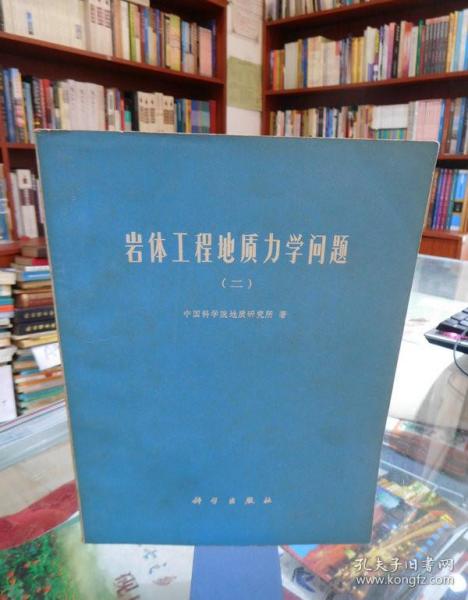 岩体工程地质力学问题
（二）
中国科学院地质研究所 著
科学出版社
孔夫子旧书网
www.kongfz.com